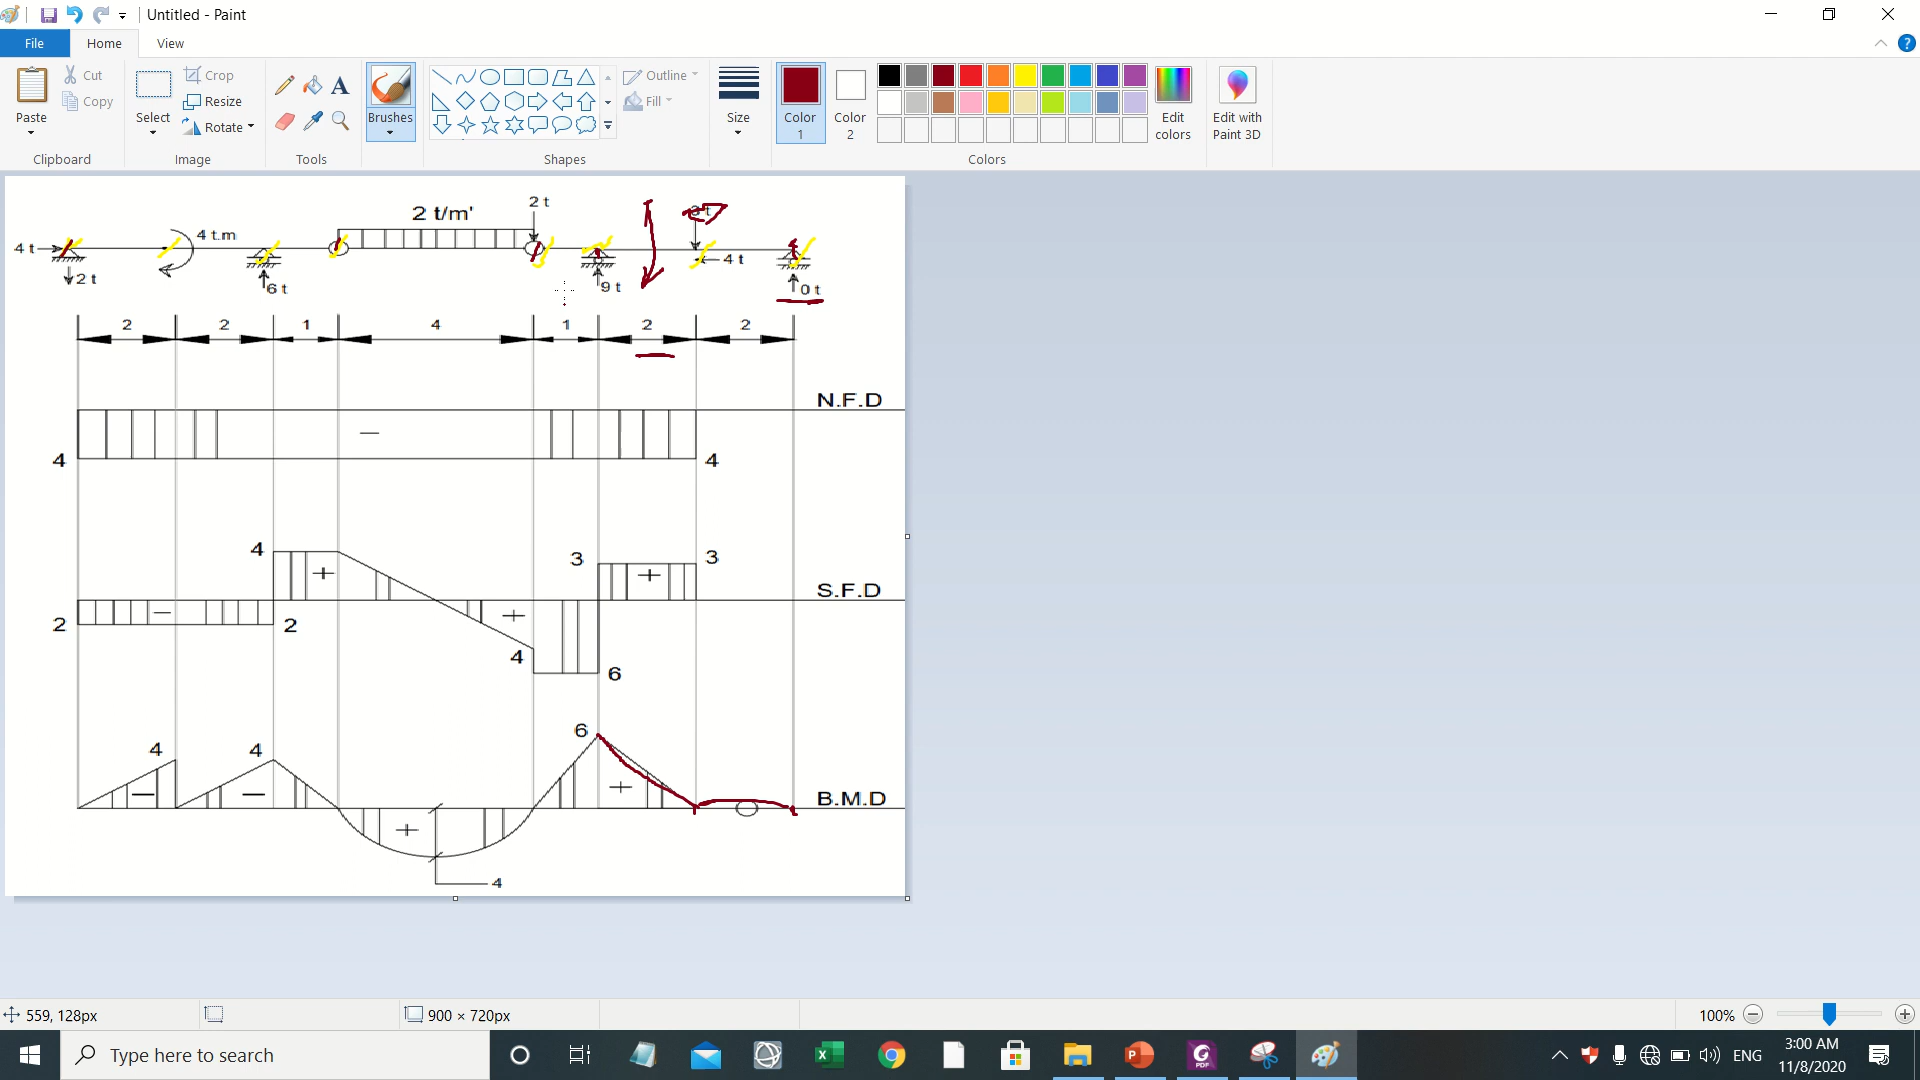 Untitled - Paint
File Home View
Paste
Cut
Copy
Clipboard
Select
Crop
Resize
Rotate
Image
Tools
Brushes
Shapes
Outline
Fill
Size
Color 1
Color 2
Colors
Edit colors
Edit with Paint 3D
2 t/m'
2 t
4 t
4 t.m
4 t
2 t
6 t
9 t
0 t
2 2 1 4 1 2 2
N.F.D
4 4
4 3 3
S.F.D
2 2
4 6
6
4 4
B.M.D
4
559, 128px
900 × 720px
100%
Type here to search
ENG
3:00 AM
11/8/2020